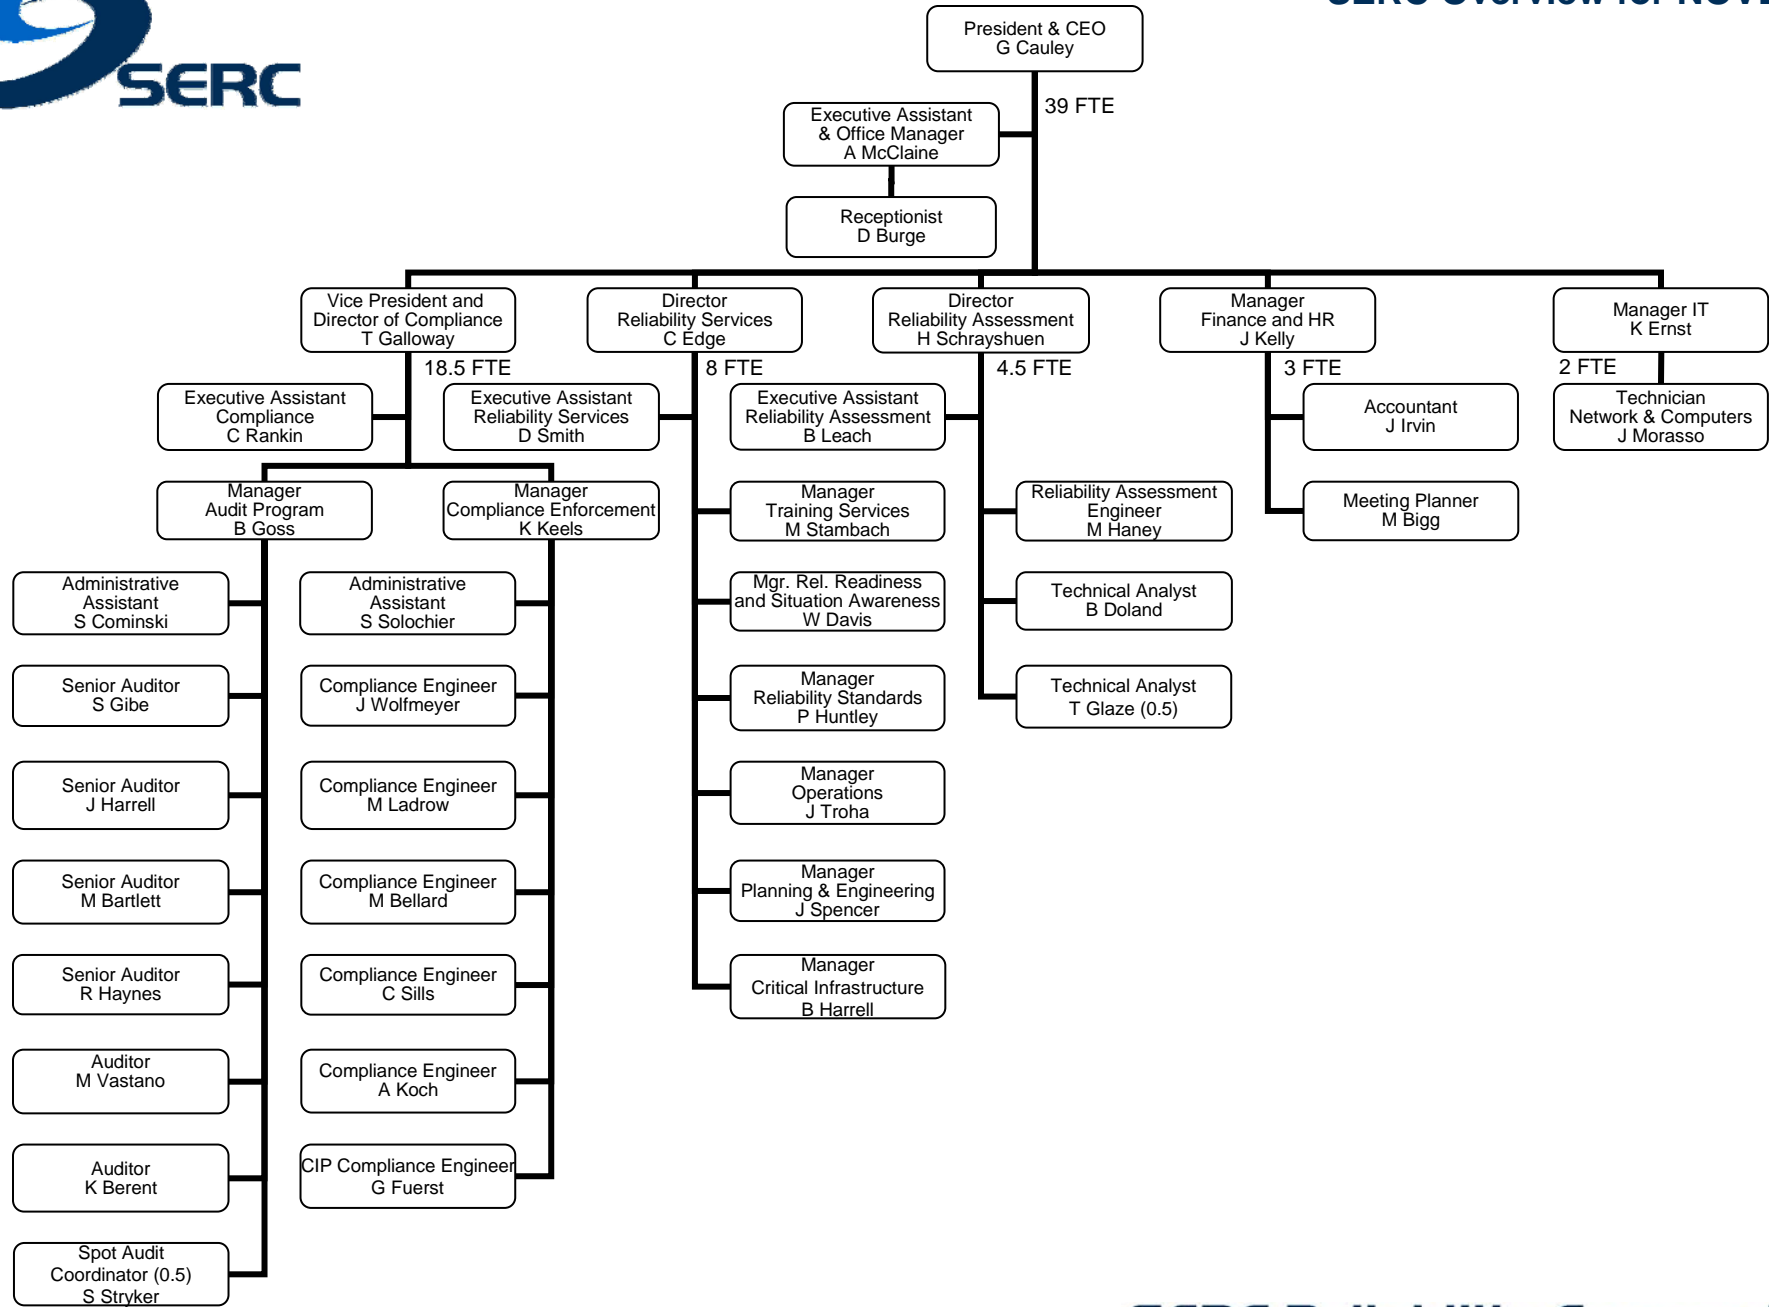 SERC Overview for
SERC
President & CEO
G Cauley
39 FTE
Executive Assistant
& Office Manager
A McClaine
Receptionist
D Burge
Vice President and
Director of Compliance
T Galloway
18.5 FTE
Director
Reliability Services
C Edge
8 FTE
Director
Reliability Assessment
H Schrayshuen
4.5 FTE
Manager
Finance and HR
J Kelly
3 FTE
Manager IT
K Ernst
2 FTE
Executive Assistant
Compliance
C Rankin
Executive Assistant
Reliability Services
D Smith
Executive Assistant
Reliability Assessment
B Leach
Accountant
J Irvin
Technician
Network & Computers
J Morasso
Manager
Audit Program
B Goss
Manager
Compliance Enforcement
K Keels
Manager
Training Services
M Stambach
Reliability Assessment
Engineer
M Haney
Meeting Planner
M Bigg
Administrative
Assistant
S Cominski
Administrative
Assistant
S Solochier
Mgr. Rel. Readiness
and Situation Awareness
W Davis
Technical Analyst
B Doland
Senior Auditor
S Gibe
Compliance Engineer
J Wolfmeyer
Manager
Reliability Standards
P Huntley
Technical Analyst
T Glaze (0.5)
Senior Auditor
J Harrell
Compliance Engineer
M Ladrow
Manager
Operations
J Troha
Senior Auditor
M Bartlett
Compliance Engineer
M Bellard
Manager
Planning & Engineering
J Spencer
Senior Auditor
R Haynes
Compliance Engineer
C Sills
Manager
Critical Infrastructure
B Harrell
Auditor
M Vastano
Compliance Engineer
A Koch
Auditor
K Berent
CIP Compliance Engineer
G Fuerst
Spot Audit
Coordinator (0.5)
S Stryker